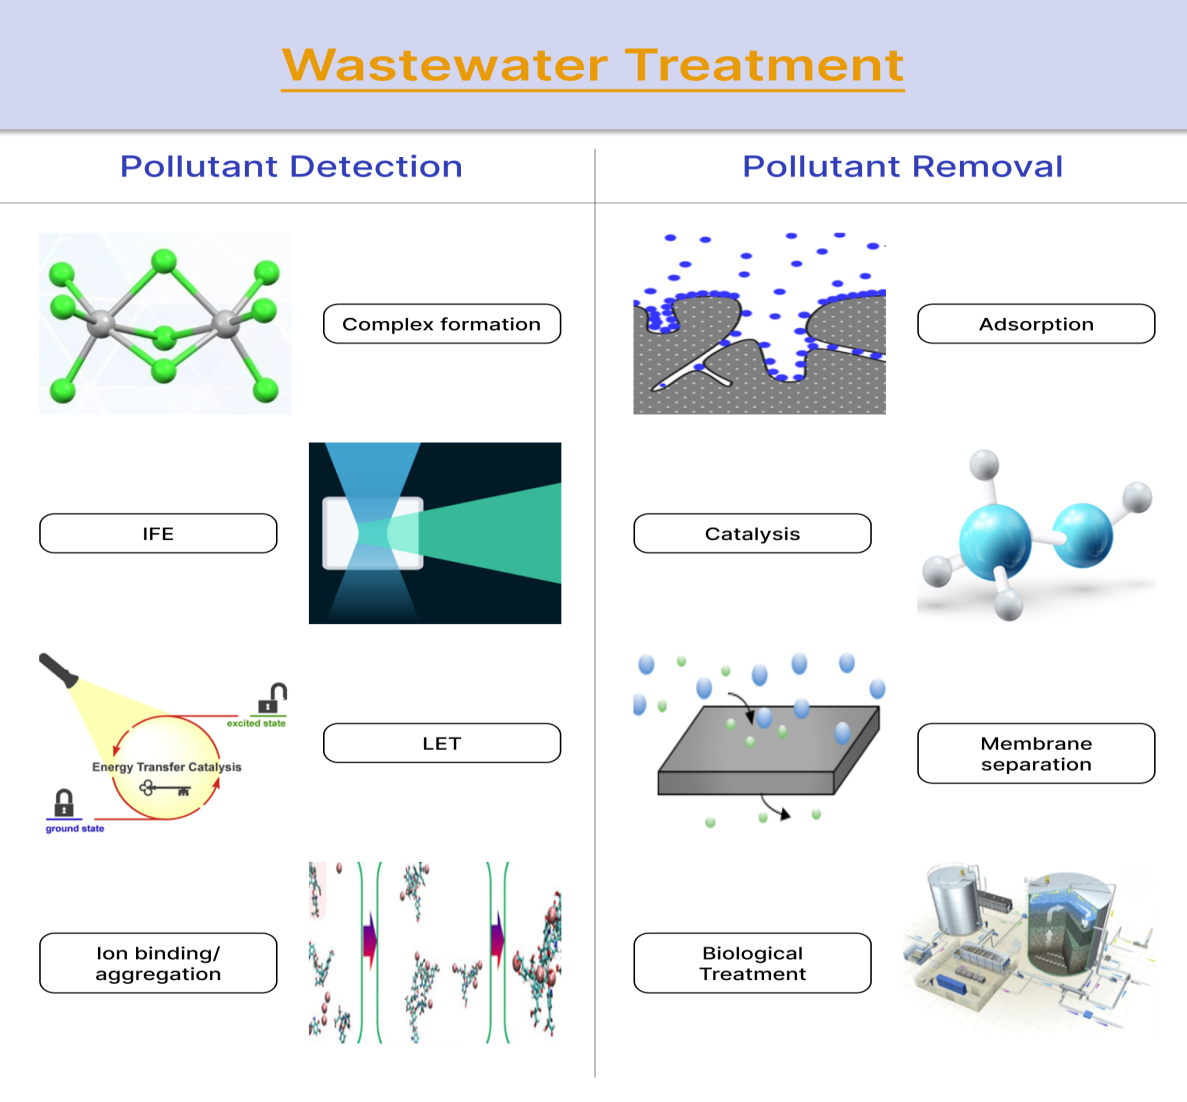 Wastewater Treatment
Pollutant Detection
Pollutant Removal
Complex formation
Adsorption
IFE
Catalysis
excited state
Energy Transfer Catalysis
ground state
LET
Membrane
separation
Ion binding/
aggregation
Biological
Treatment